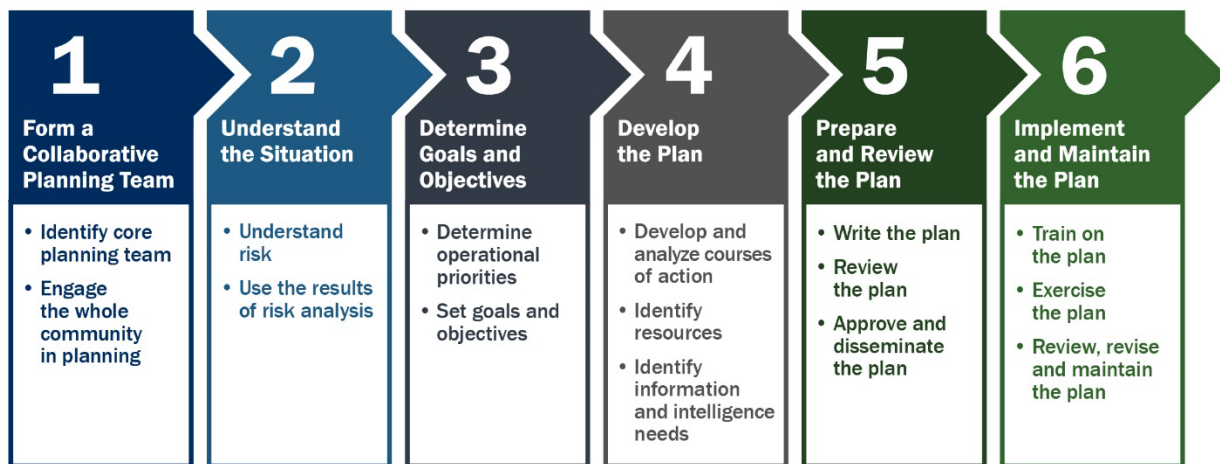 1
Form a
Collaborative
Planning Team
• Identify core
planning team
• Engage
the whole
community
in planning
2
Understand
the Situation
• Understand
risk
• Use the results
of risk analysis
3
Determine
Goals and
Objectives
• Determine
operational
priorities
• Set goals and
objectives
4
Develop
the Plan
• Develop and
analyze courses
of action
• Identify
resources
• Identify
information
and intelligence
needs
5
Prepare
and Review
the Plan
• Write the plan
• Review
the plan
• Approve and
disseminate
the plan
6
Implement
and Maintain
the Plan
• Train on
the plan
• Exercise
the plan
• Review, revise
and maintain
the plan